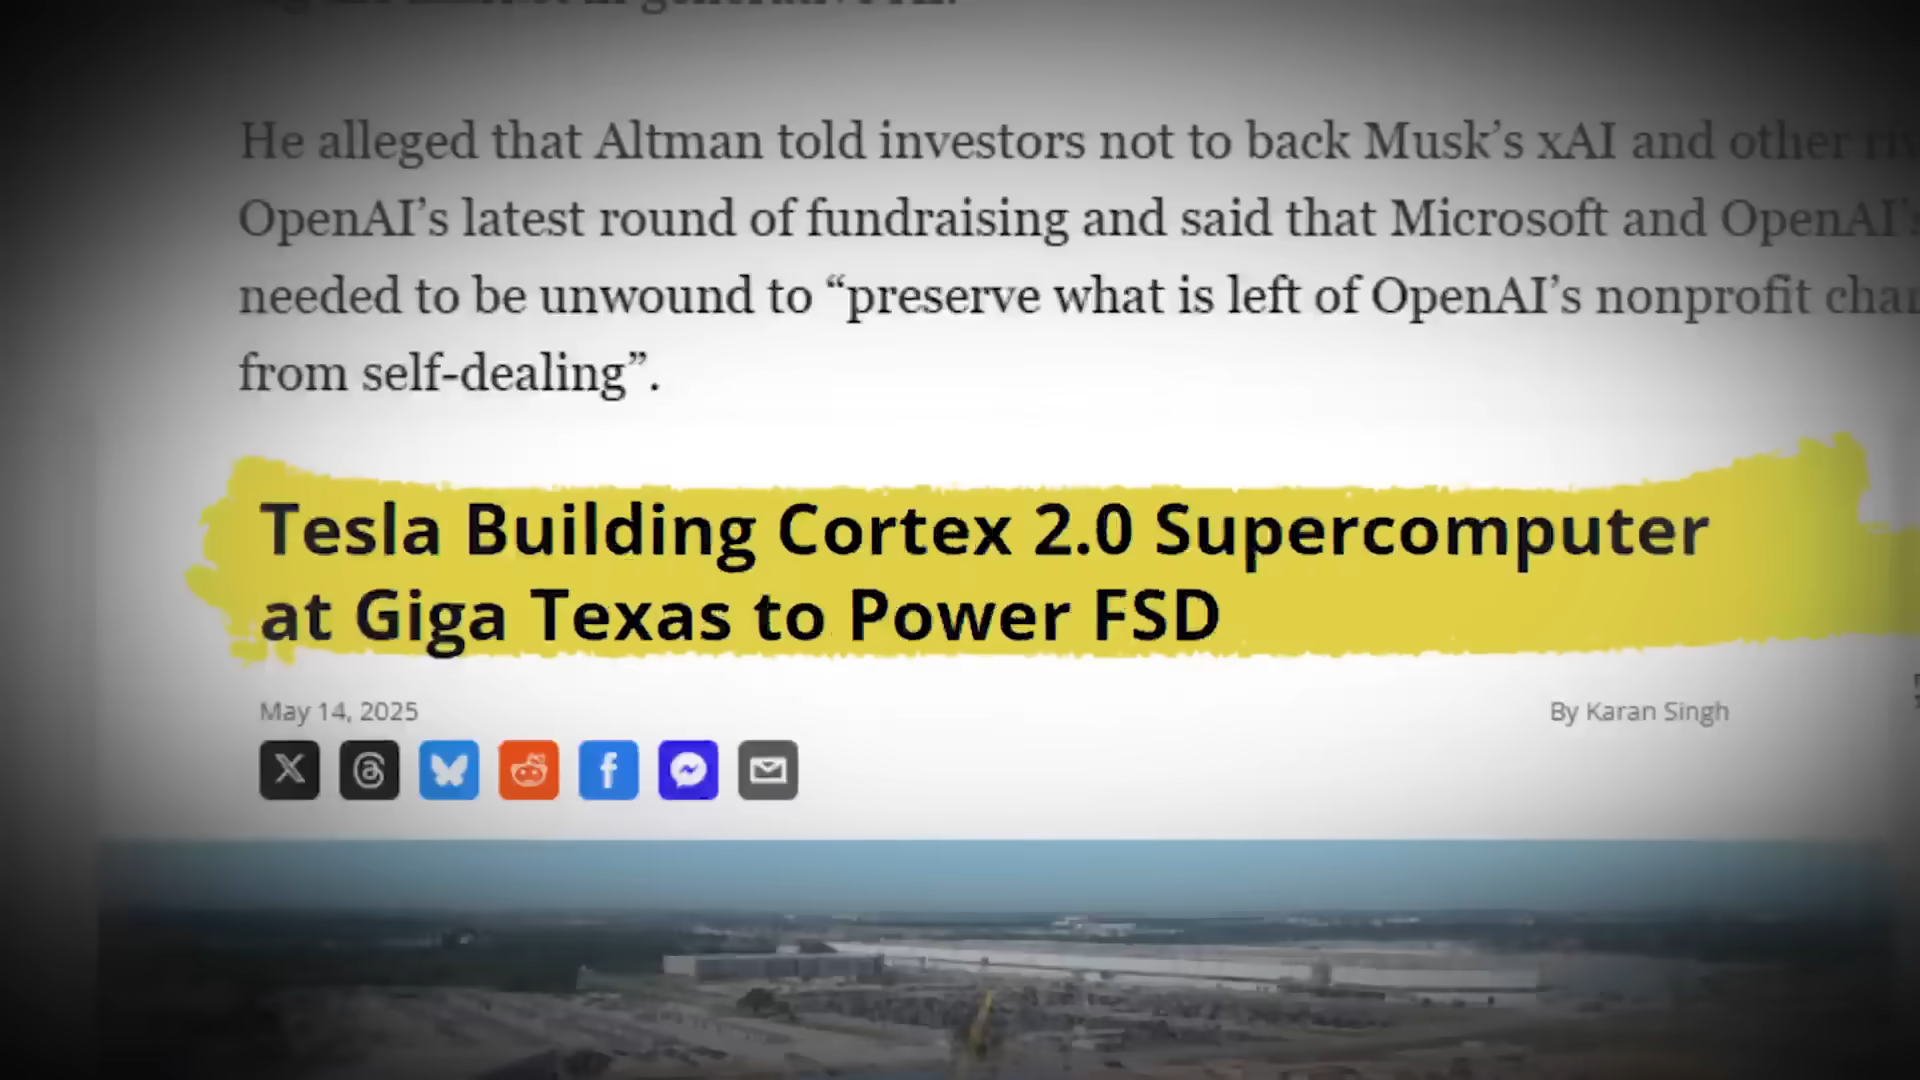 He alleged that Altman told investors not to back Musk’s xAI and other
OpenAI’s latest round of fundraising and said that Microsoft and OpenAI’s
needed to be unwound to “preserve what is left of OpenAI’s nonprofit
from self-dealing”.
Tesla Building Cortex 2.0 Supercomputer
at Giga Texas to Power FSD
May 14, 2025
By Karan Singh